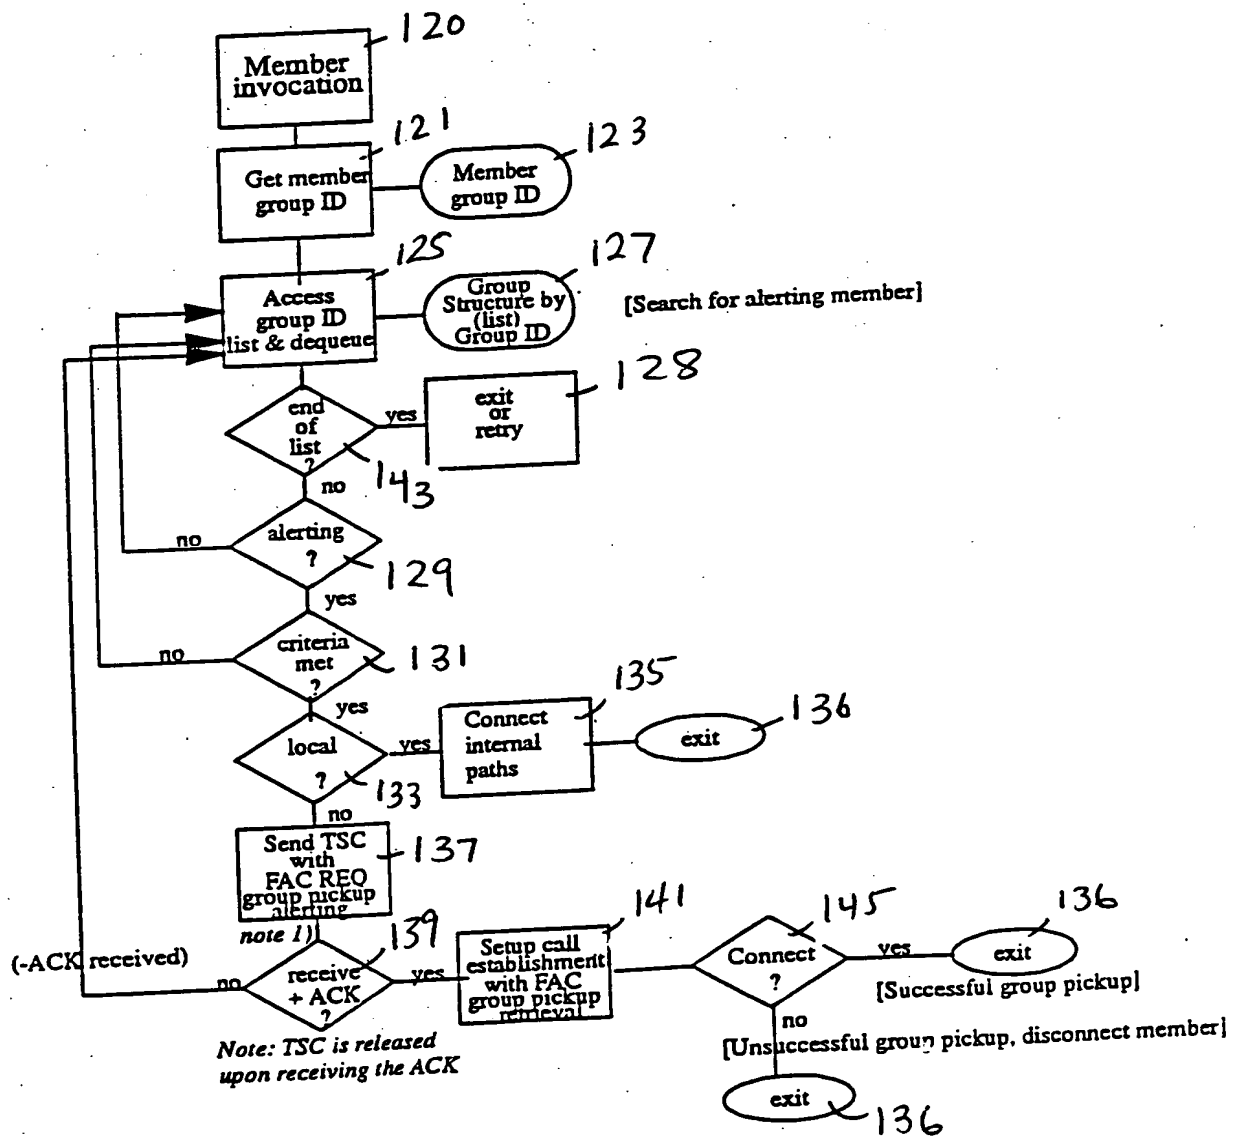 120
Member
invocation
121
123
Get member
group ID
Member
group ID
125
127
Access
group ID
list & dequeue
Group
Structure by
(list)
Group ID
[Search for alerting member]
128
end
of
list
?
yes
exit
or
retry
143
no
alerting
?
no
129
yes
criteria
met
?
no
131
yes
135
136
local
?
yes
Connect
internal
paths
exit
133
no
Send TSC
with
FAC REQ
group pickup
alerting
137
note 1)
139
141
145
136
(-ACK received)
no
receive
+ ACK
?
yes
Setup call
establishment
with FAC
group pickup
retrieval
Connect
?
yes
exit
[Successful group pickup]
no
[Unsuccessful group pickup, disconnect member]
Note: TSC is released
upon receiving the ACK
exit
136